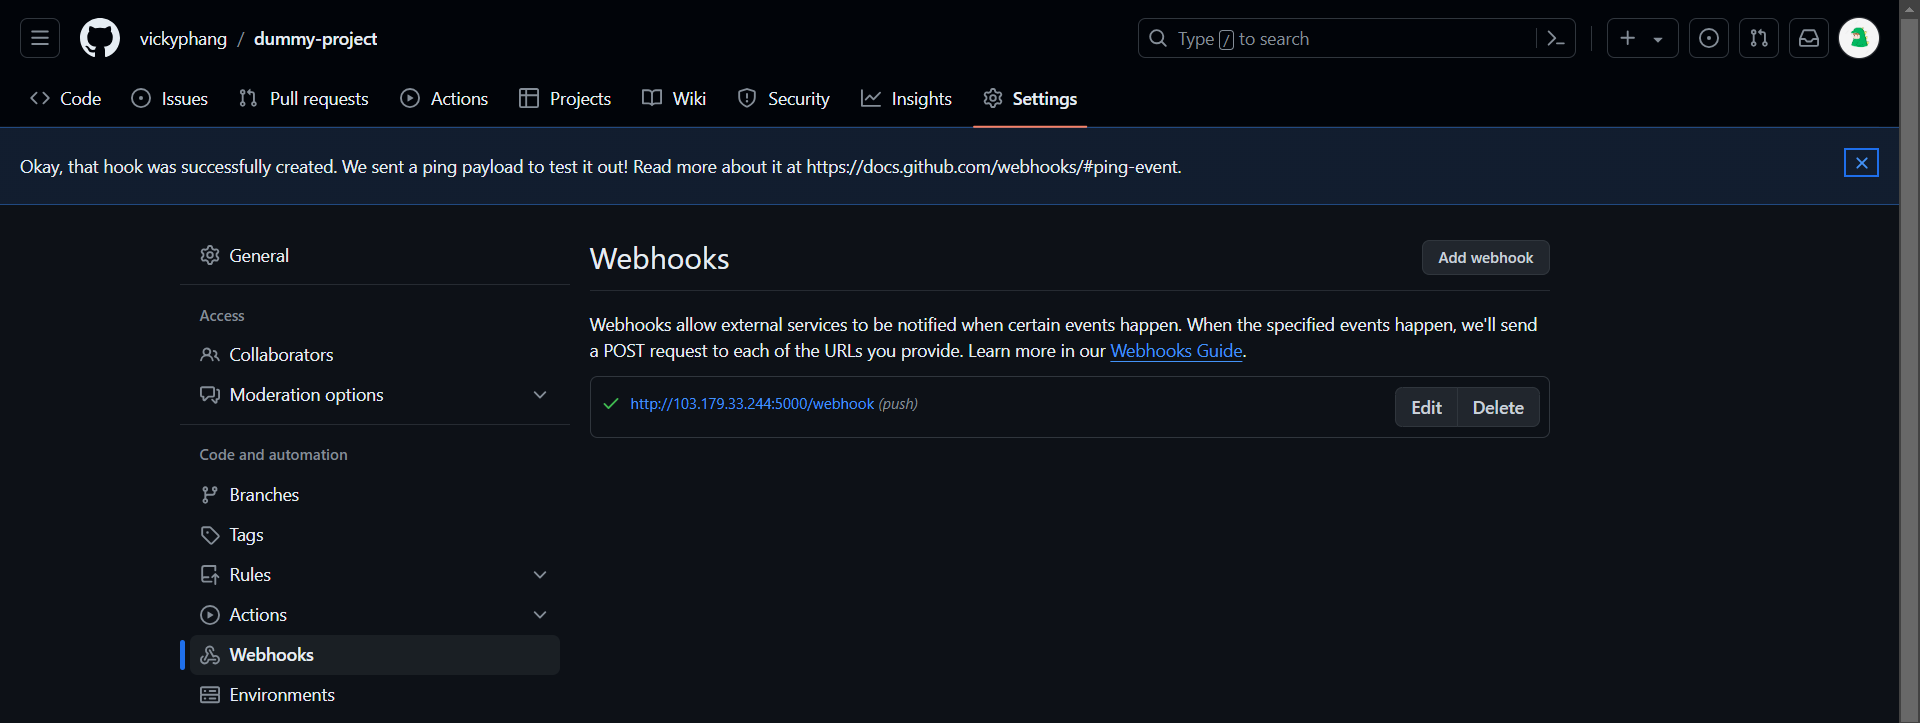 vickyphang / dummy-project
Type / to search
Code
Issues
Pull requests
Actions
Projects
Wiki
Security
Insights
Settings
Okay, that hook was successfully created. We sent a ping payload to test it out! Read more about it at https://docs.github.com/webhooks/#ping-event.
General
Access
Collaborators
Moderation options
Code and automation
Branches
Tags
Rules
Actions
Webhooks
Environments
Webhooks
Add webhook
Webhooks allow external services to be notified when certain events happen. When the specified events happen, we'll send
a POST request to each of the URLs you provide. Learn more in our Webhooks Guide.
http://103.179.33.244:5000/webhook (push)
Edit
Delete